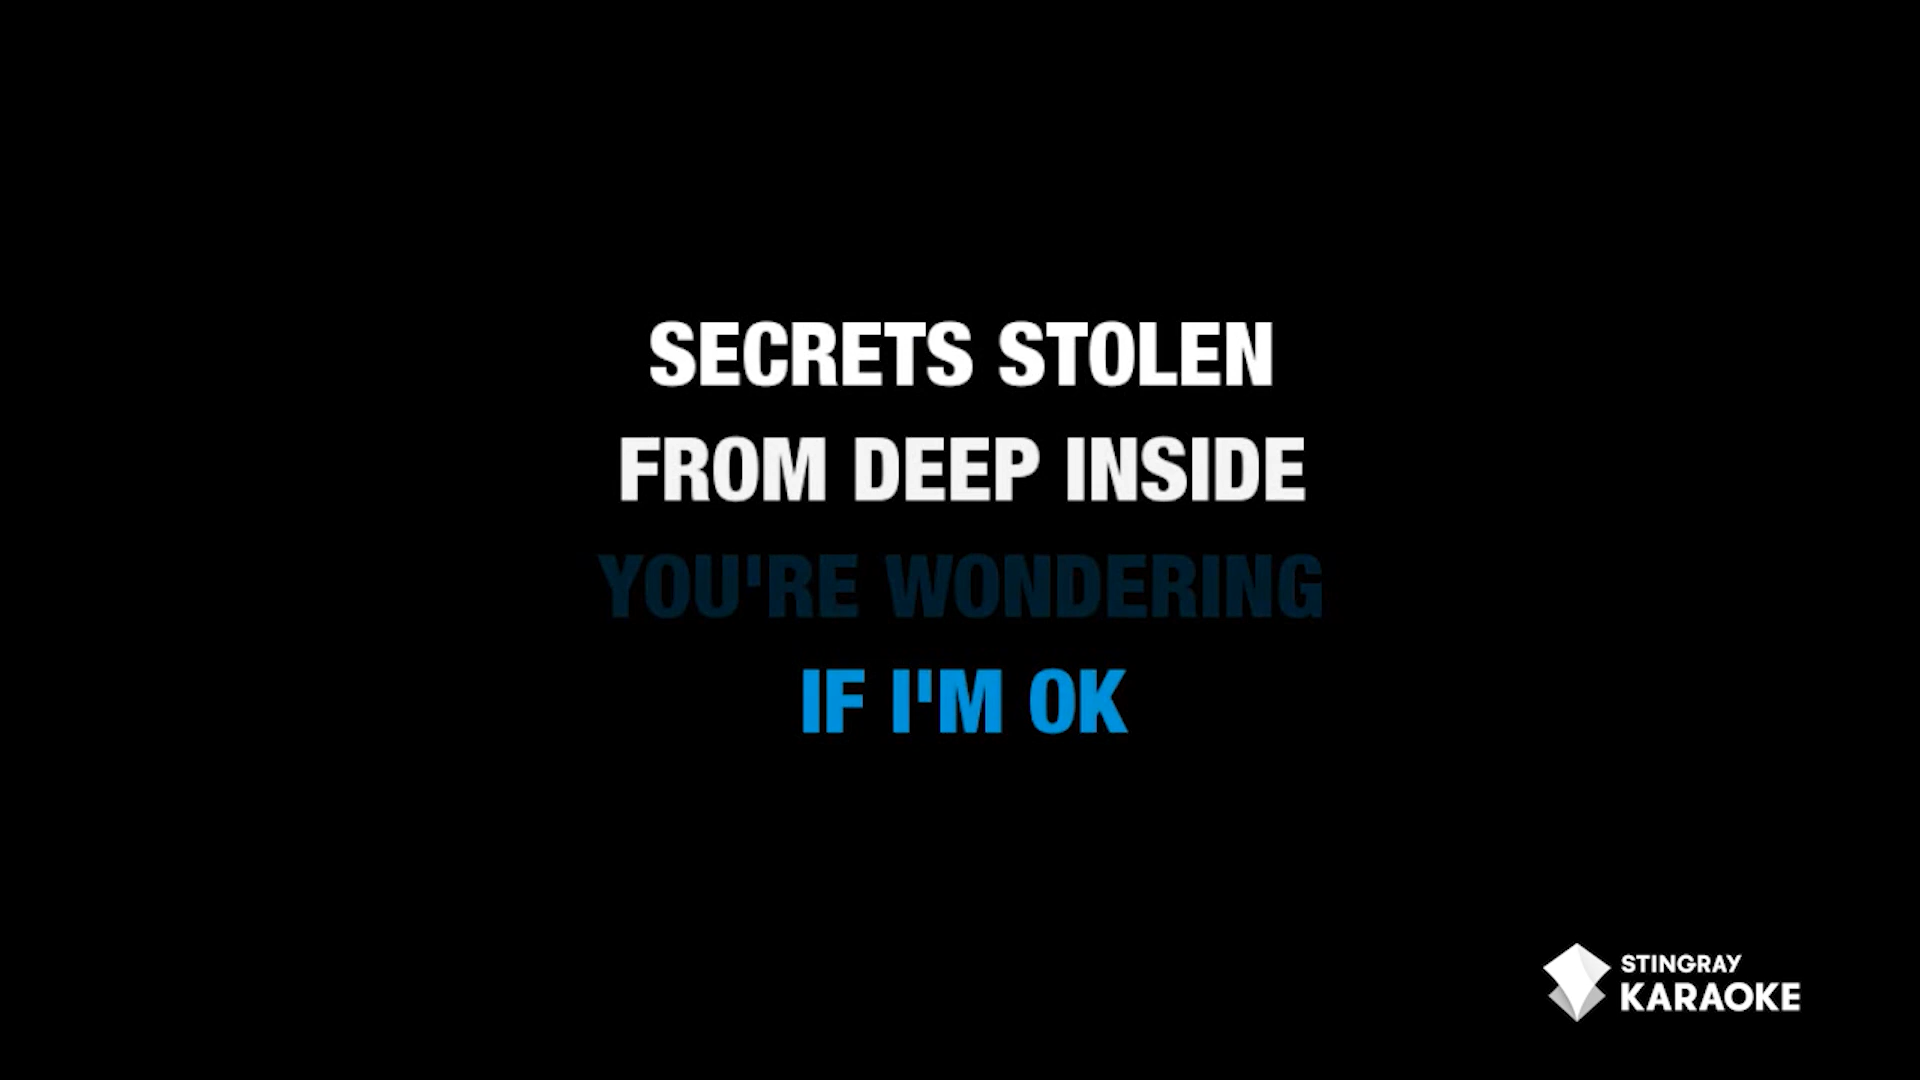 SECRETS STOLEN
FROM DEEP INSIDE
YOU'RE WONDERING
IF I'M OK
STINGRAY
KARAOKE